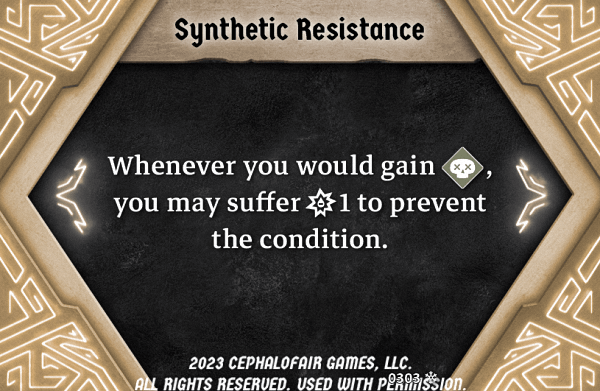 Synthetic Resistance
Whenever you would gain ,
you may suffer 1 to prevent
the condition.
2023 CEPHALOFAIR GAMES, LLC.
ALL RIGHTS RESERVED. USED WITH PERMISSION.
0303